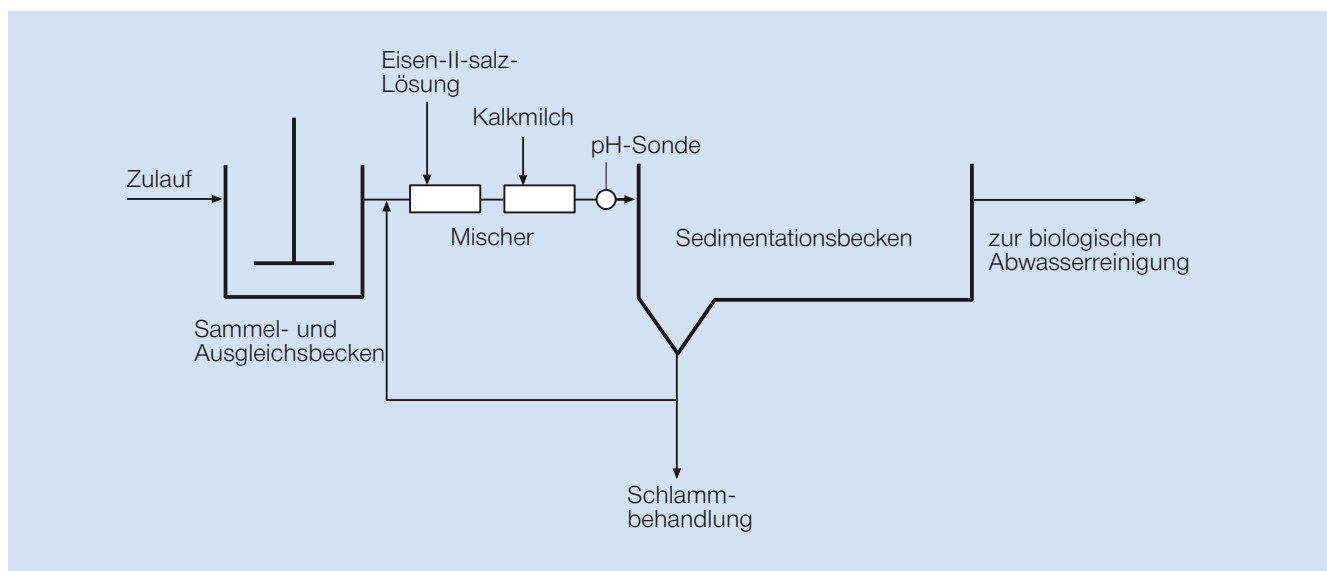 Eisen-II-salz-
Lösung
Kalkmilch
pH-Sonde
Zulauf
Mischer
Sedimentationsbecken
zur biologischen
Abwasserreinigung
Sammel- und
Ausgleichsbecken
Schlamm-
behandlung